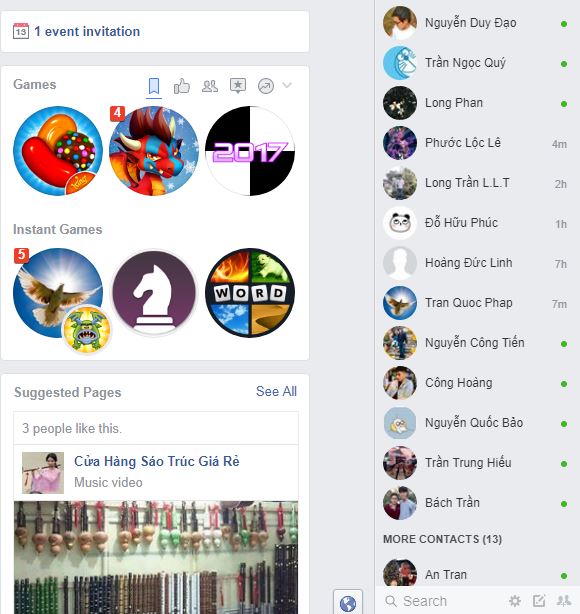 13
1 event invitation
Games
4
King
2017
Instant Games
5
WORD
Suggested Pages
See All
3 people like this.
Cửa Hàng Sáo Trúc Giá Rẻ
Music video
Nguyễn Duy Đạo
Trần Ngọc Quý
Long Phan
Phước Lộc Lê 4m
Long Trần L.L.T 2h
Đỗ Hữu Phúc 1h
Hoàng Đức Linh 7h
Tran Quoc Phap 7m
Nguyễn Công Tiến
Công Hoàng
Nguyễn Quốc Bảo
Trần Trung Hiếu
Bách Trần
MORE CONTACTS (13)
An Tran
Search